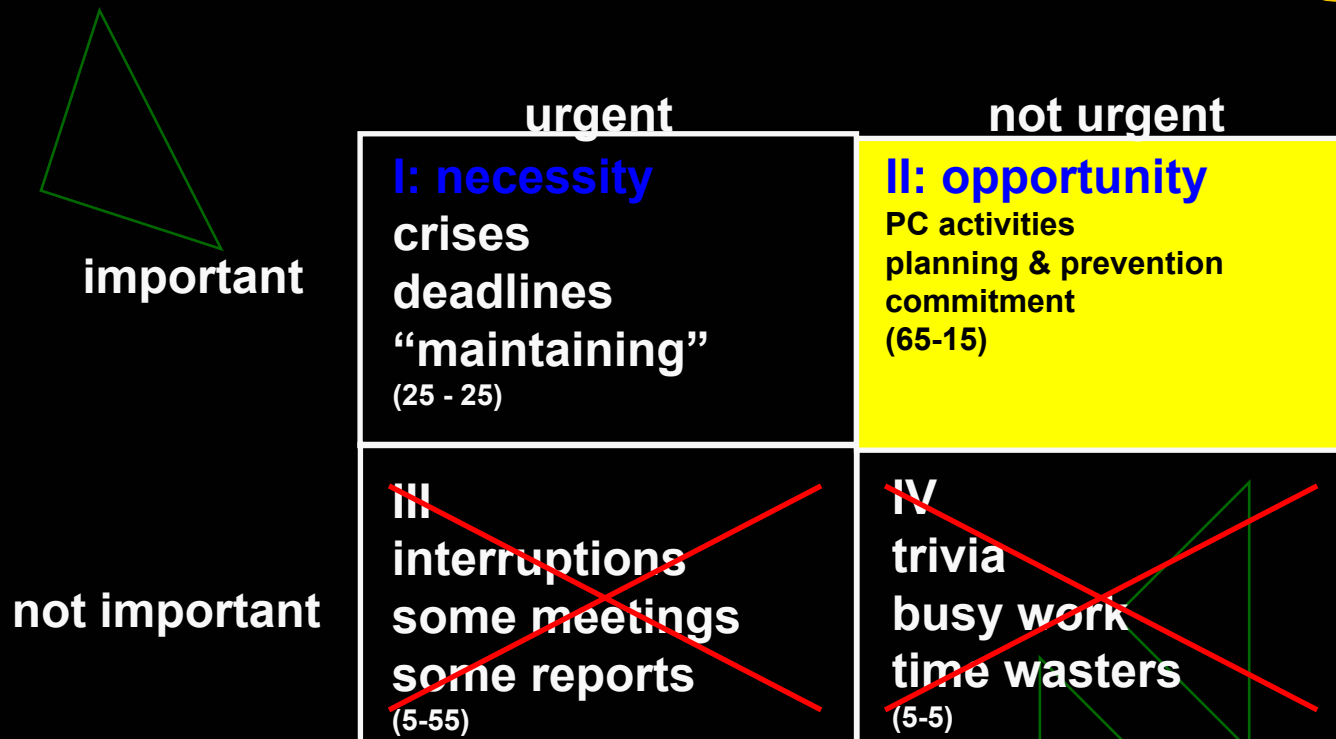 urgent
not urgent
important
I: necessity
crises
deadlines
“maintaining”
(25 - 25)
II: opportunity
PC activities
planning & prevention
commitment
(65-15)
not important
III
interruptions
some meetings
some reports
(5-55)
IV
trivia
busy work
time wasters
(5-5)